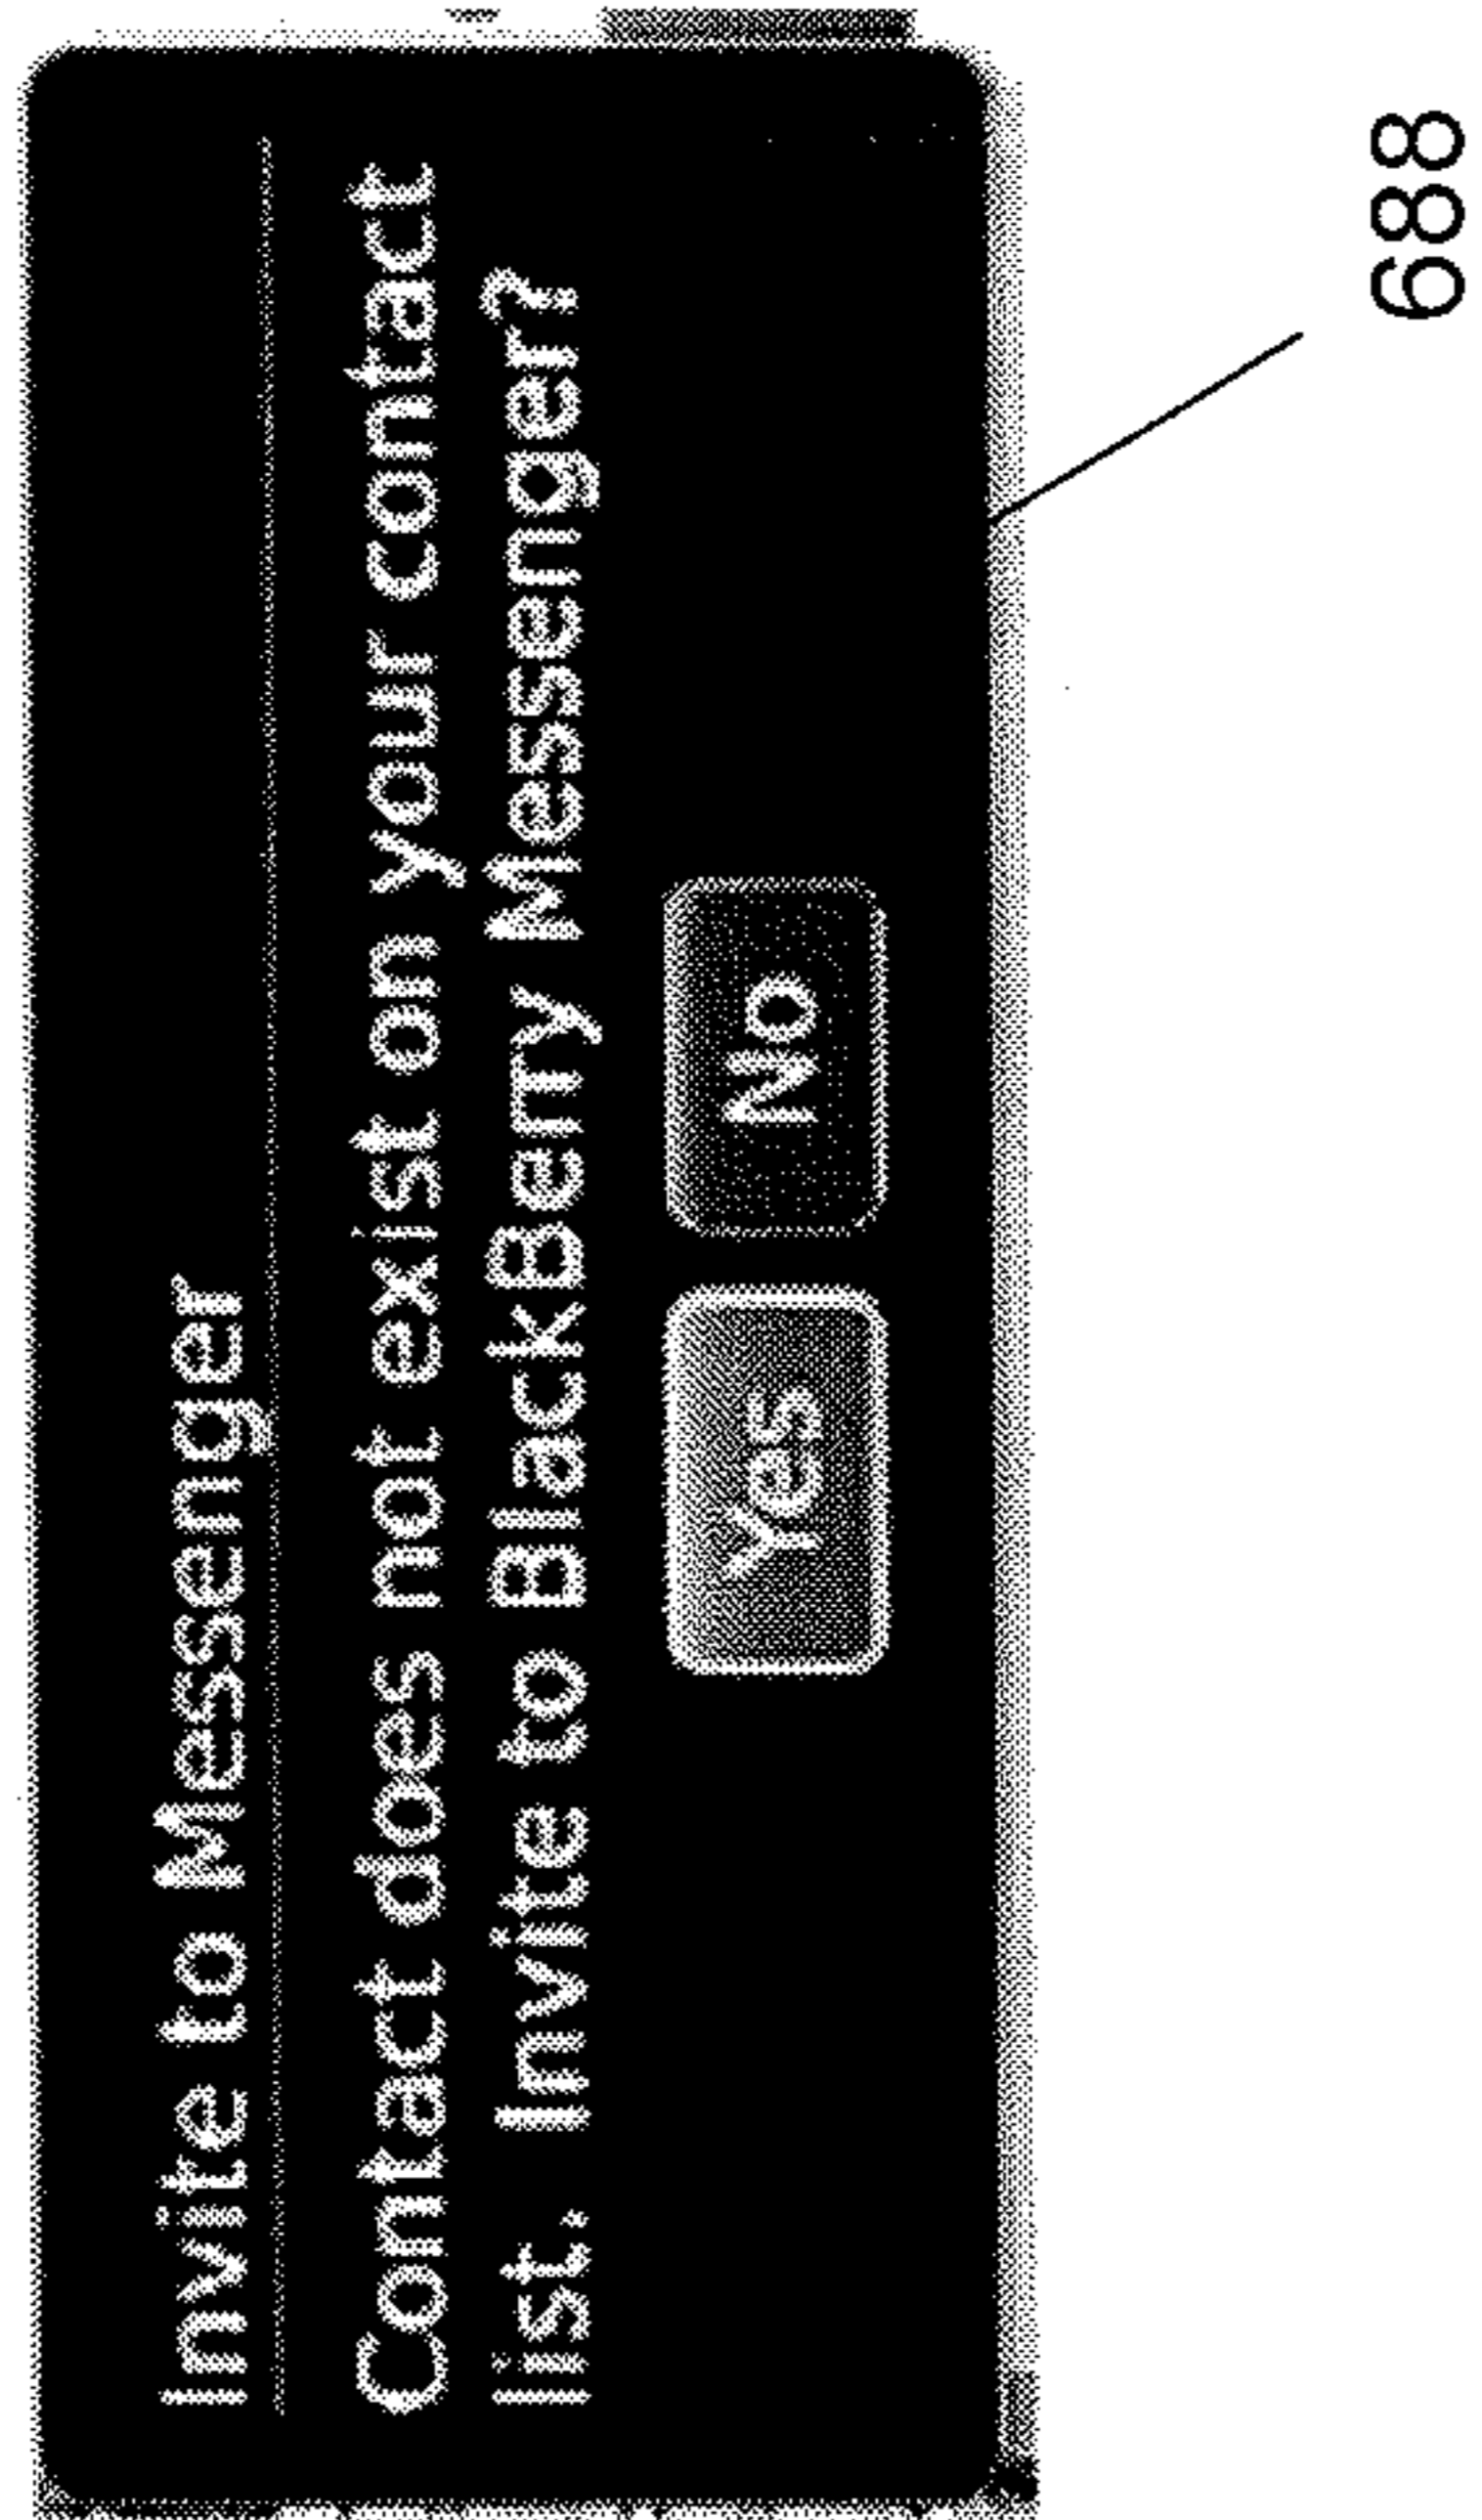 Invite to Messenger
Contact does not exist on your contact
list. Invite to BlackBerry Messenger?
Yes No
688